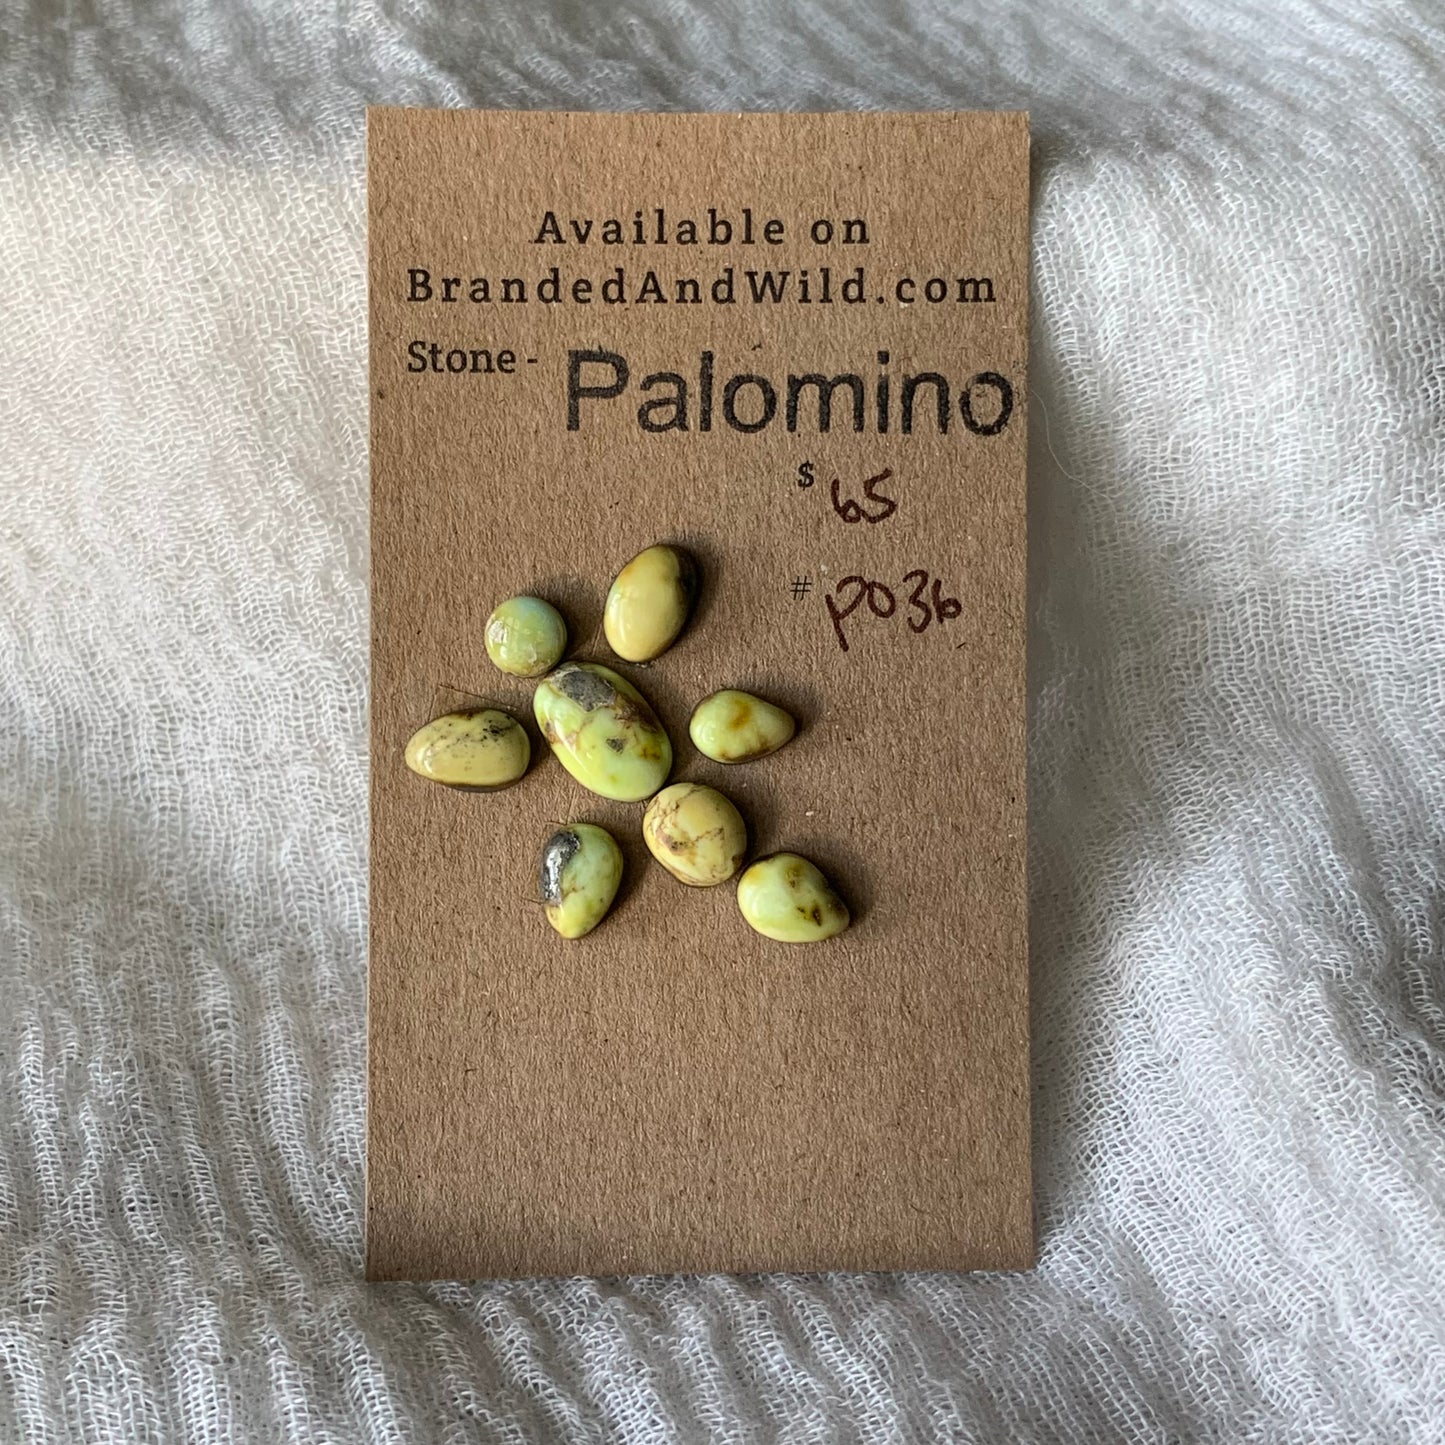 Available on
BrandedAndWild.com
Stone - Palomino
$ 65
# P036